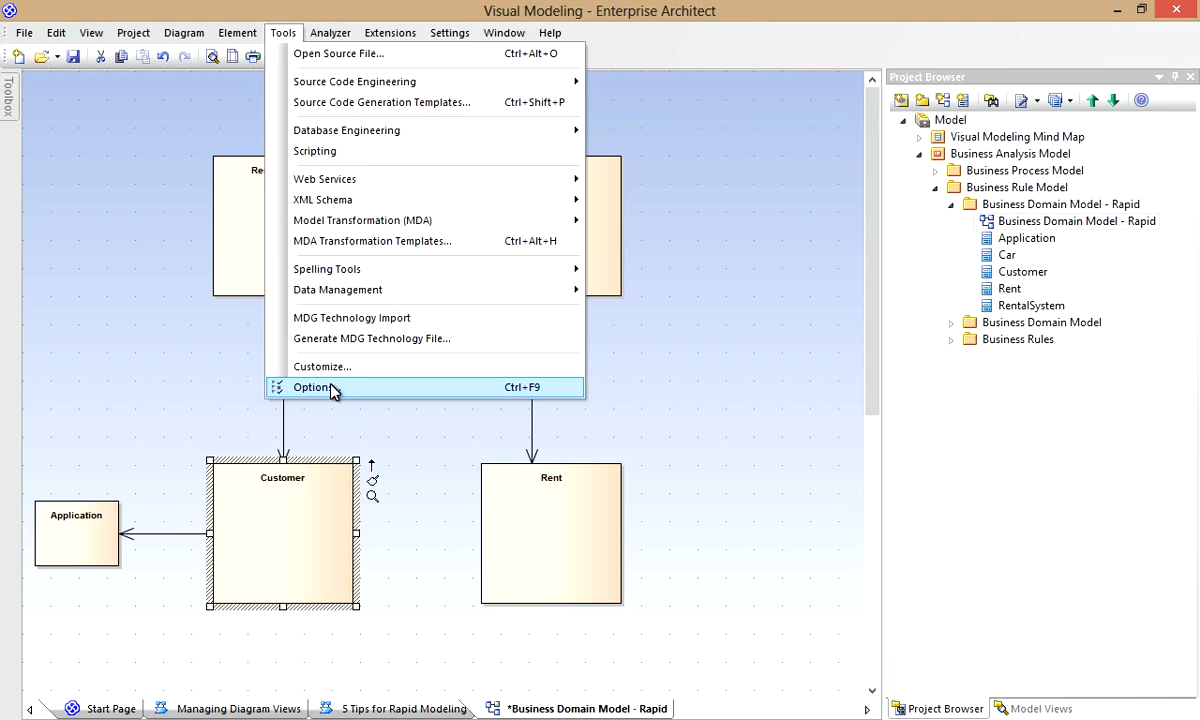 Visual Modeling - Enterprise Architect
File Edit View Project Diagram Element Tools Analyzer Extensions Settings Window Help
Toolbox
Open Source File... Ctrl+Alt+O
Source Code Engineering
Source Code Generation Templates... Ctrl+Shift+P
Database Engineering
Scripting
Web Services
XML Schema
Model Transformation (MDA)
MDA Transformation Templates... Ctrl+Alt+H
Spelling Tools
Data Management
MDG Technology Import
Generate MDG Technology File...
Customize...
Options Ctrl+F9
Re
Customer
Rent
Application
Project Browser
Model
Visual Modeling Mind Map
Business Analysis Model
Business Process Model
Business Rule Model
Business Domain Model - Rapid
Business Domain Model - Rapid
Application
Car
Customer
Rent
RentalSystem
Business Domain Model
Business Rules
Start Page Managing Diagram Views 5 Tips for Rapid Modeling *Business Domain Model - Rapid
Project Browser Model Views